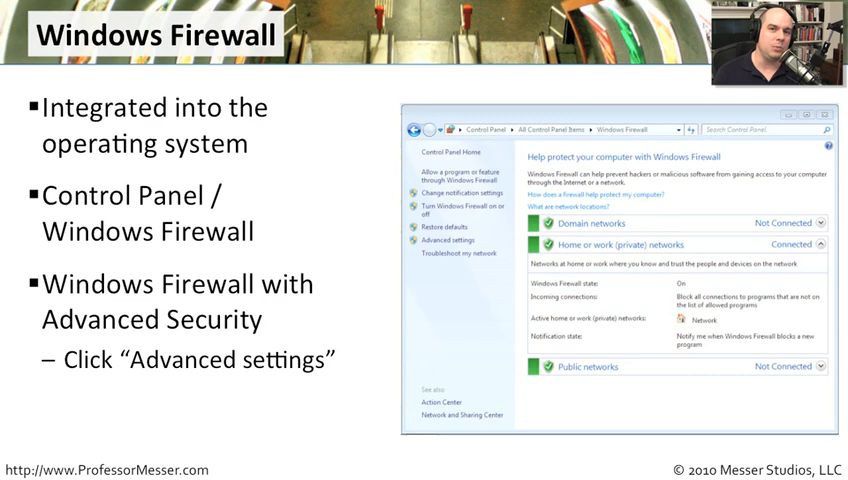 Windows Firewall
▪Integrated into the
operating system
▪Control Panel /
Windows Firewall
▪Windows Firewall with
Advanced Security
– Click “Advanced settings”
Control Panel ▸ All Control Panel Items ▸ Windows Firewall
Search Control Panel
Control Panel Home
Allow a program or feature
through Windows Firewall
Change notification settings
Turn Windows Firewall on or
off
Restore defaults
Advanced settings
Troubleshoot my network
See also
Action Center
Network and Sharing Center
Help protect your computer with Windows Firewall
Windows Firewall can help prevent hackers or malicious software from gaining access to your computer
through the Internet or a network.
How does a firewall help protect my computer?
What are network locations?
Domain networks Not Connected
Home or work (private) networks Connected
Networks at home or work where you know and trust the people and devices on the network
Windows Firewall state: On
Incoming connections: Block all connections to programs that are not on
the list of allowed programs
Active home or work (private) networks: Network
Notification state: Notify me when Windows Firewall blocks a new
program
Public networks Not Connected
http://www.ProfessorMesser.com
© 2010 Messer Studios, LLC